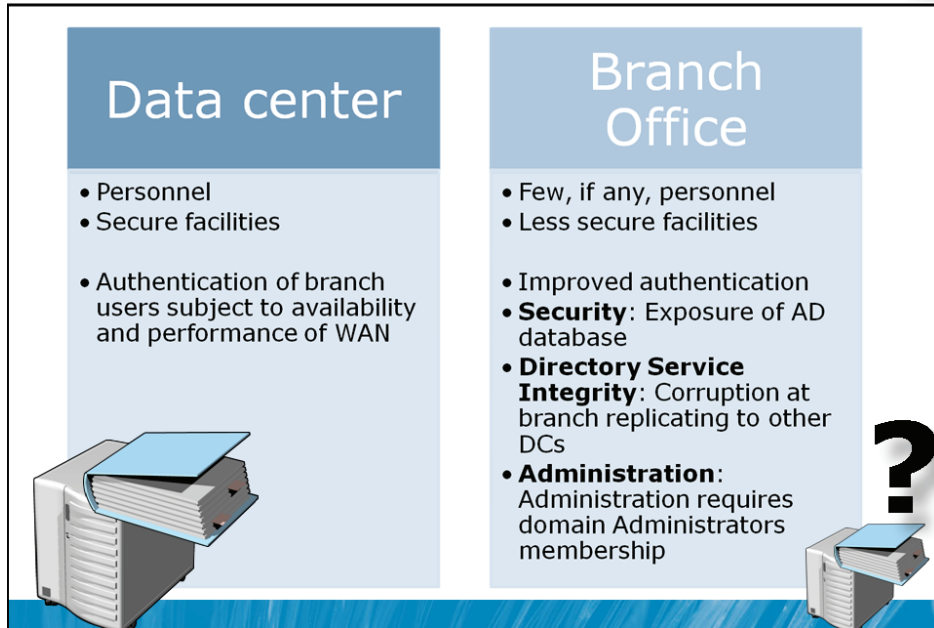 Data center
• Personnel
• Secure facilities
• Authentication of branch
users subject to availability
and performance of WAN
Branch
Office
• Few, if any, personnel
• Less secure facilities
• Improved authentication
• Security: Exposure of AD
database
• Directory Service
Integrity: Corruption at
branch replicating to other
DCs
• Administration:
Administration requires
domain Administrators
membership
?